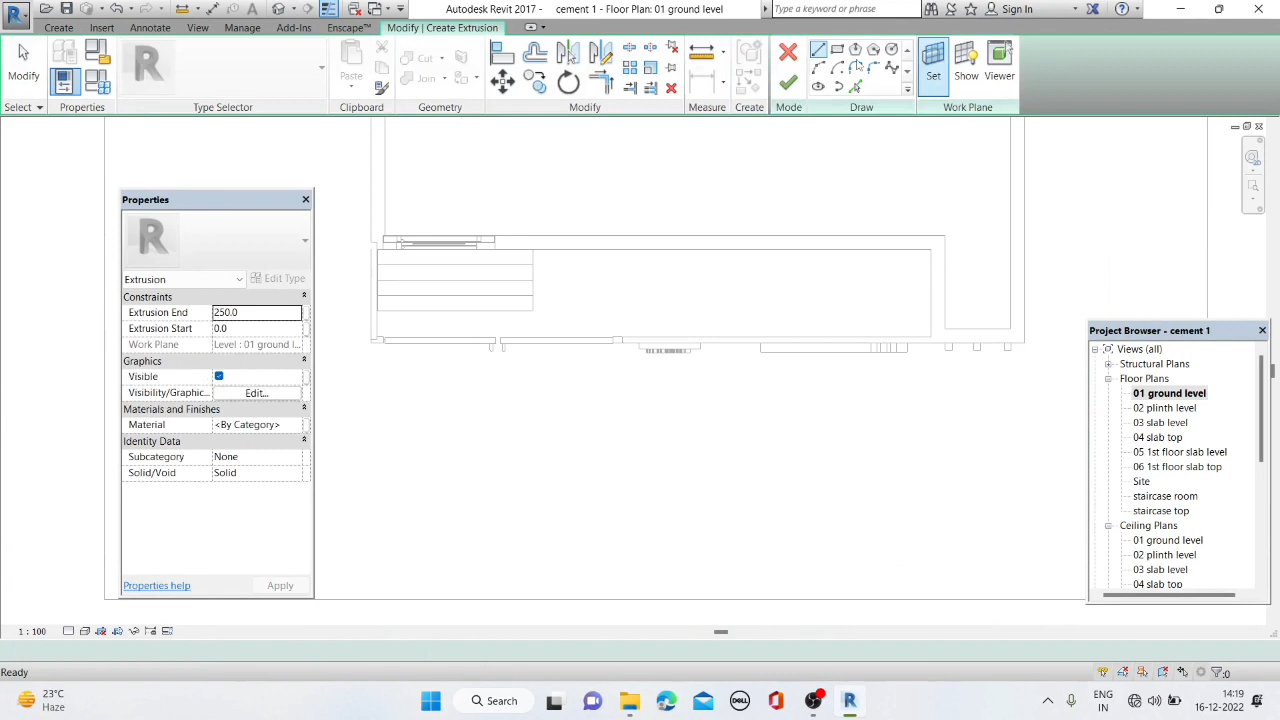 Autodesk Revit 2017 - cement 1 - Floor Plan: 01 ground level
Type a keyword or phrase
Sign In
Create Insert Annotate View Manage Add-Ins Enscape™ Modify | Create Extrusion
Modify
Paste
Cut
Join
Set Show Viewer
Select Properties Type Selector Clipboard Geometry Modify Measure Create Mode Draw Work Plane
Properties
Extrusion
Edit Type
Constraints
Extrusion End 250.0
Extrusion Start 0.0
Work Plane Level : 01 ground l...
Graphics
Visible
Visibility/Graphic... Edit...
Materials and Finishes
Material <By Category>
Identity Data
Subcategory None
Solid/Void Solid
Properties help Apply
Project Browser - cement 1
Views (all)
Structural Plans
Floor Plans
01 ground level
02 plinth level
03 slab level
04 slab top
05 1st floor slab level
06 1st floor slab top
Site
staircase room
staircase top
Ceiling Plans
01 ground level
02 plinth level
03 slab level
04 slab top
1 : 100
Ready
:0
23°C
Haze
Search
DELL
ENG
IN
14:19
16-12-2022